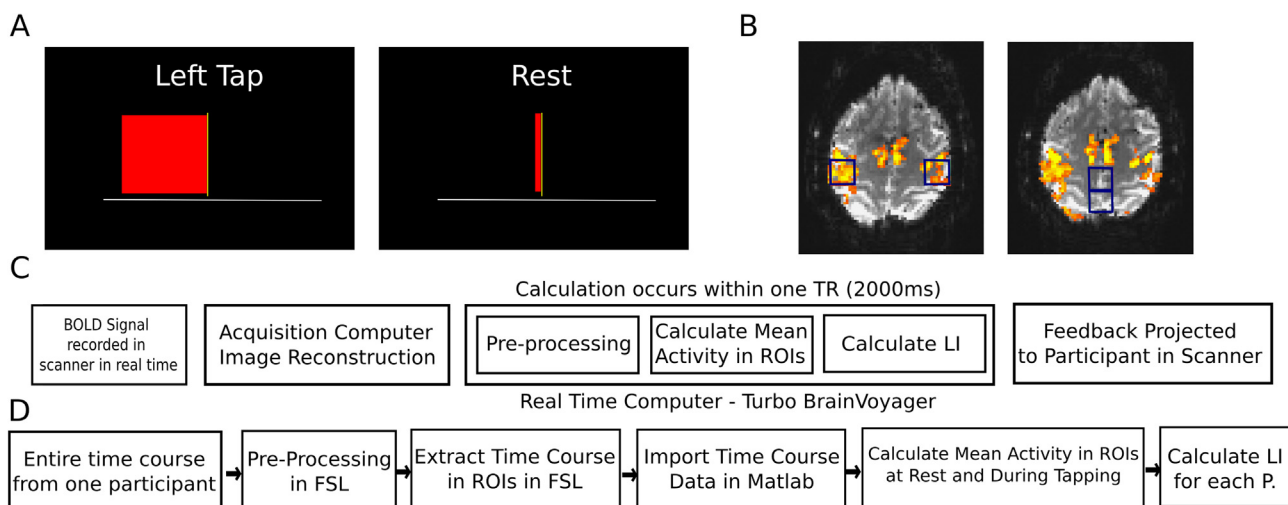 A
Left Tap
Rest
B
C
Calculation occurs within one TR (2000ms)
BOLD Signal
recorded in
scanner in real time
Acquisition Computer
Image Reconstruction
Pre-processing
Calculate Mean
Activity in ROIs
Calculate LI
Feedback Projected
to Participant in Scanner
Real Time Computer - Turbo BrainVoyager
D
Entire time course
from one participant
Pre-Processing
in FSL
Extract Time Course
in ROIs in FSL
Import Time Course
Data in Matlab
Calculate Mean Activity in ROIs
at Rest and During Tapping
Calculate LI
for each P.